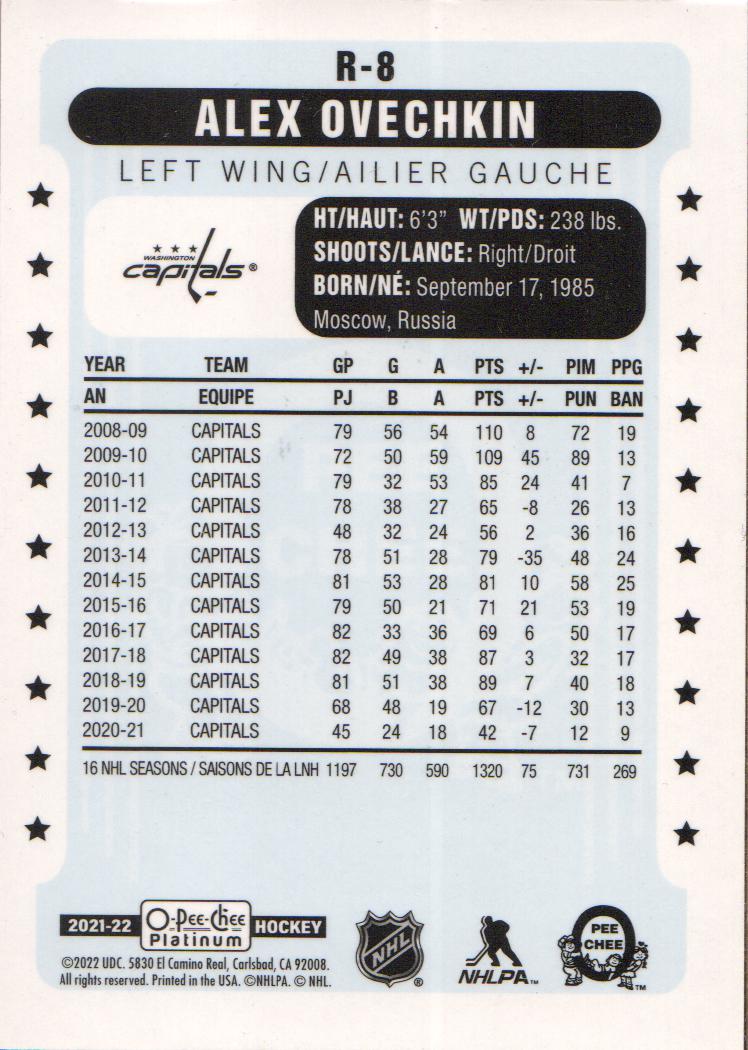 R-8
ALEX OVECHKIN
LEFT WING/AILIER GAUCHE
WASHINGTON
capitals®
HT/HAUT: 6'3" WT/PDS: 238 lbs.
SHOOTS/LANCE: Right/Droit
BORN/NÉ: September 17, 1985
Moscow, Russia
YEAR TEAM GP G A PTS +/- PIM PPG
AN EQUIPE PJ B A PTS +/- PUN BAN
2008-09 CAPITALS 79 56 54 110 8 72 19
2009-10 CAPITALS 72 50 59 109 45 89 13
2010-11 CAPITALS 79 32 53 85 24 41 7
2011-12 CAPITALS 78 38 27 65 -8 26 13
2012-13 CAPITALS 48 32 24 56 2 36 16
2013-14 CAPITALS 78 51 28 79 -35 48 24
2014-15 CAPITALS 81 53 28 81 10 58 25
2015-16 CAPITALS 79 50 21 71 21 53 19
2016-17 CAPITALS 82 33 36 69 6 50 17
2017-18 CAPITALS 82 49 38 87 3 32 17
2018-19 CAPITALS 81 51 38 89 7 40 18
2019-20 CAPITALS 68 48 19 67 -12 30 13
2020-21 CAPITALS 45 24 18 42 -7 12 9
16 NHL SEASONS / SAISONS DE LA LNH 1197 730 590 1320 75 731 269
2021-22 O-Pee-Chee HOCKEY
Platinum
©2022 UDC. 5830 El Camino Real, Carlsbad, CA 92008.
All rights reserved. Printed in the USA. ©NHLPA. © NHL.
NHL®
NHLPA™
PEE
CHEE
TM